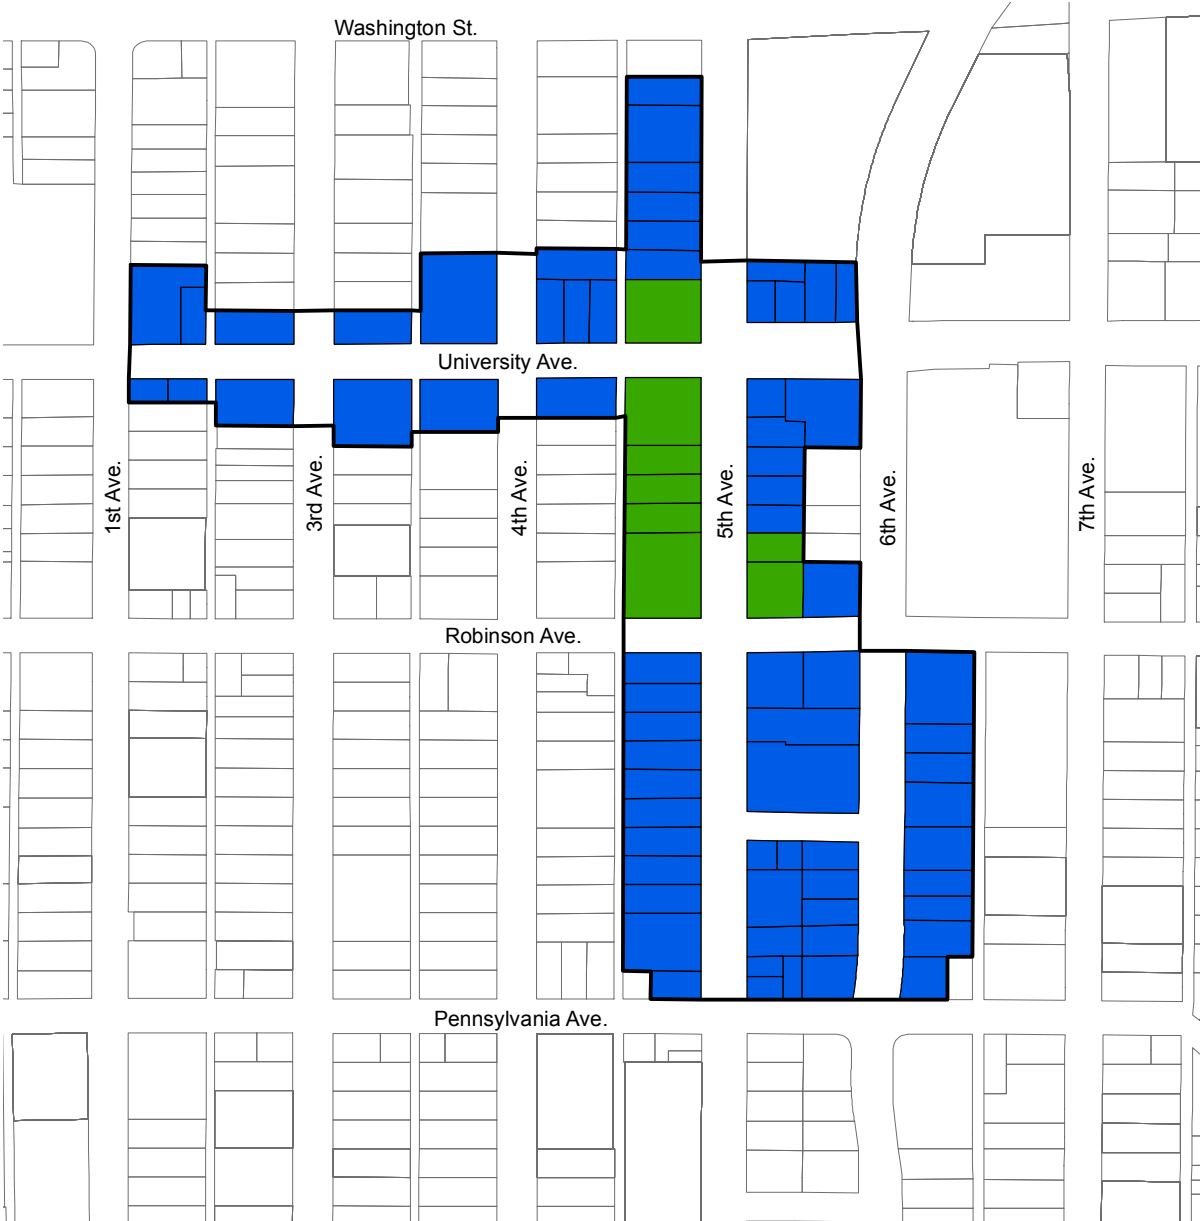 Washington St.
University Ave.
1st Ave.
3rd Ave.
4th Ave.
5th Ave.
6th Ave.
7th Ave.
Robinson Ave.
Pennsylvania Ave.